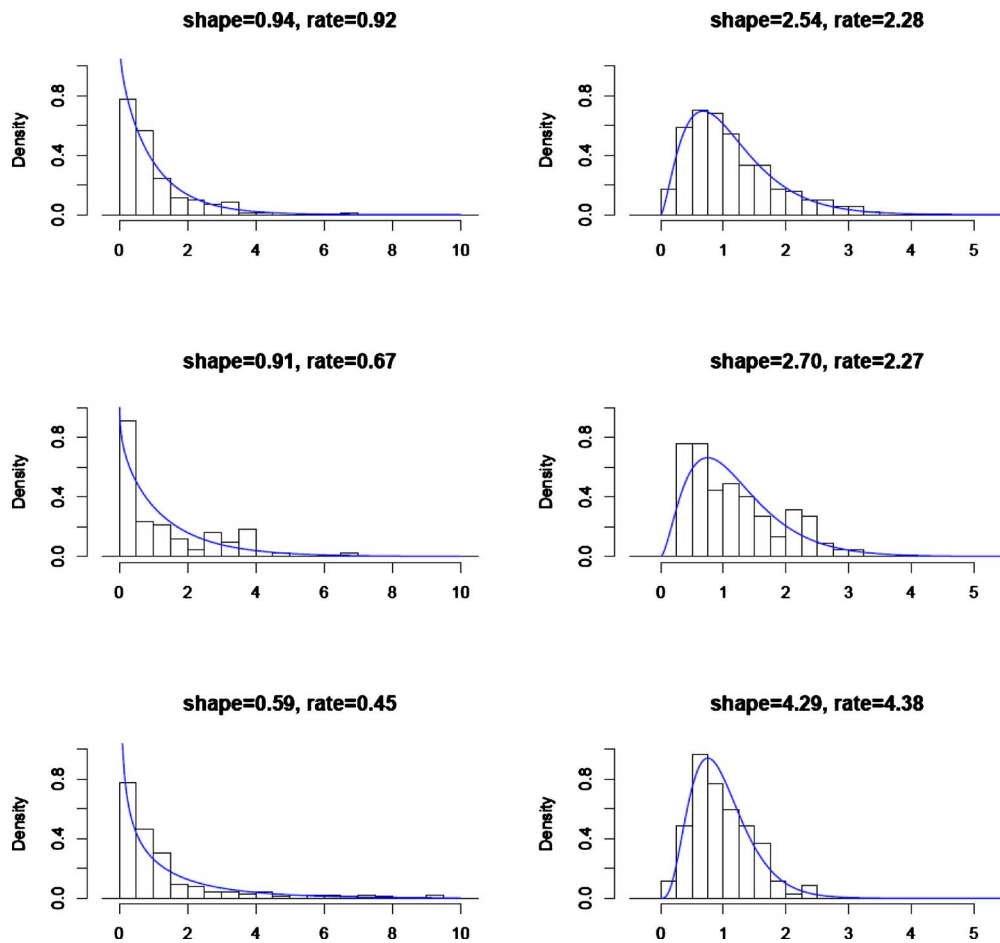 shape=0.94, rate=0.92
Density
0.0 0.4 0.8
0 2 4 6 8 10
shape=2.54, rate=2.28
Density
0.0 0.4 0.8
0 1 2 3 4 5
shape=0.91, rate=0.67
Density
0.0 0.4 0.8
0 2 4 6 8 10
shape=2.70, rate=2.27
Density
0.0 0.4 0.8
0 1 2 3 4 5
shape=0.59, rate=0.45
Density
0.0 0.4 0.8
0 2 4 6 8 10
shape=4.29, rate=4.38
Density
0.0 0.4 0.8
0 1 2 3 4 5